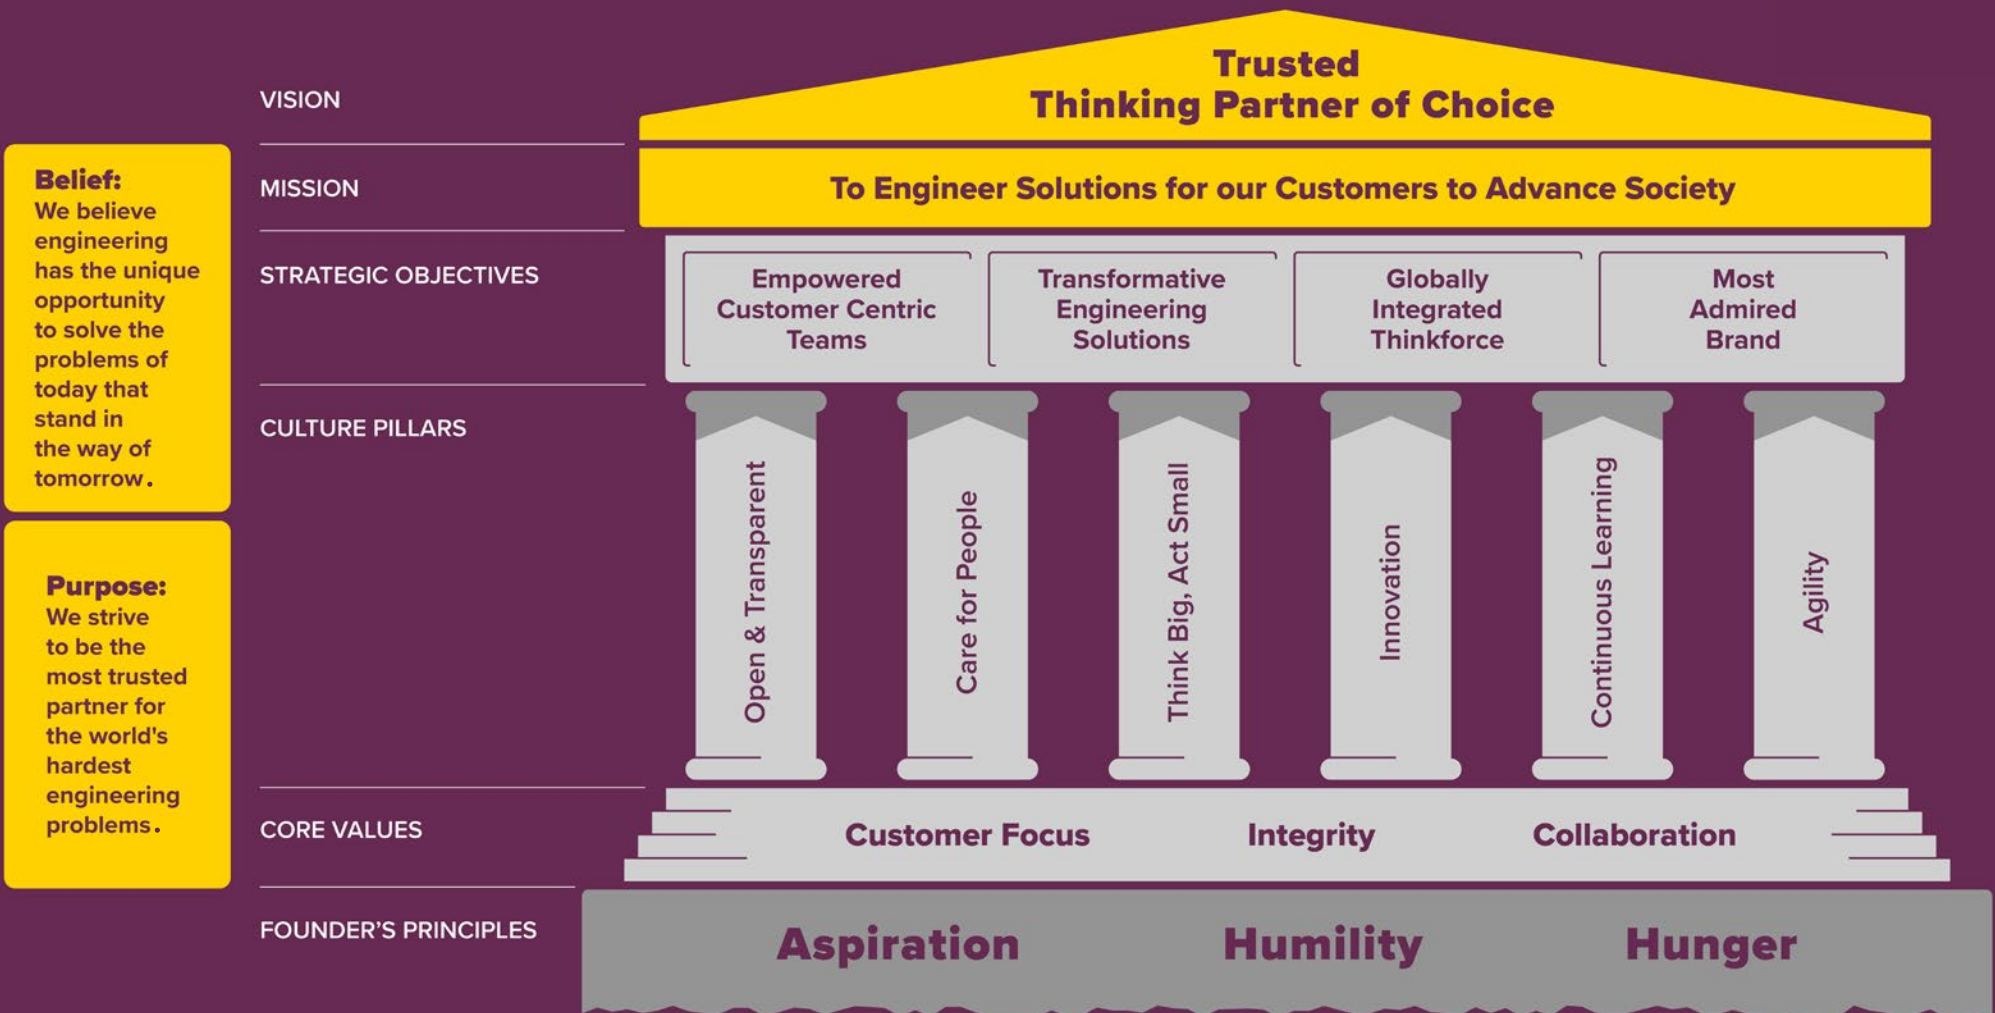 Belief:
We believe
engineering
has the unique
opportunity
to solve the
problems of
today that
stand in
the way of
tomorrow.
Purpose:
We strive
to be the
most trusted
partner for
the world's
hardest
engineering
problems.
VISION
Trusted
Thinking Partner of Choice
MISSION
To Engineer Solutions for our Customers to Advance Society
STRATEGIC OBJECTIVES
Empowered
Customer Centric
Teams
Transformative
Engineering
Solutions
Globally
Integrated
Thinkforce
Most
Admired
Brand
CULTURE PILLARS
Open & Transparent
Care for People
Think Big, Act Small
Innovation
Continuous Learning
Agility
CORE VALUES
Customer Focus
Integrity
Collaboration
FOUNDER’S PRINCIPLES
Aspiration
Humility
Hunger